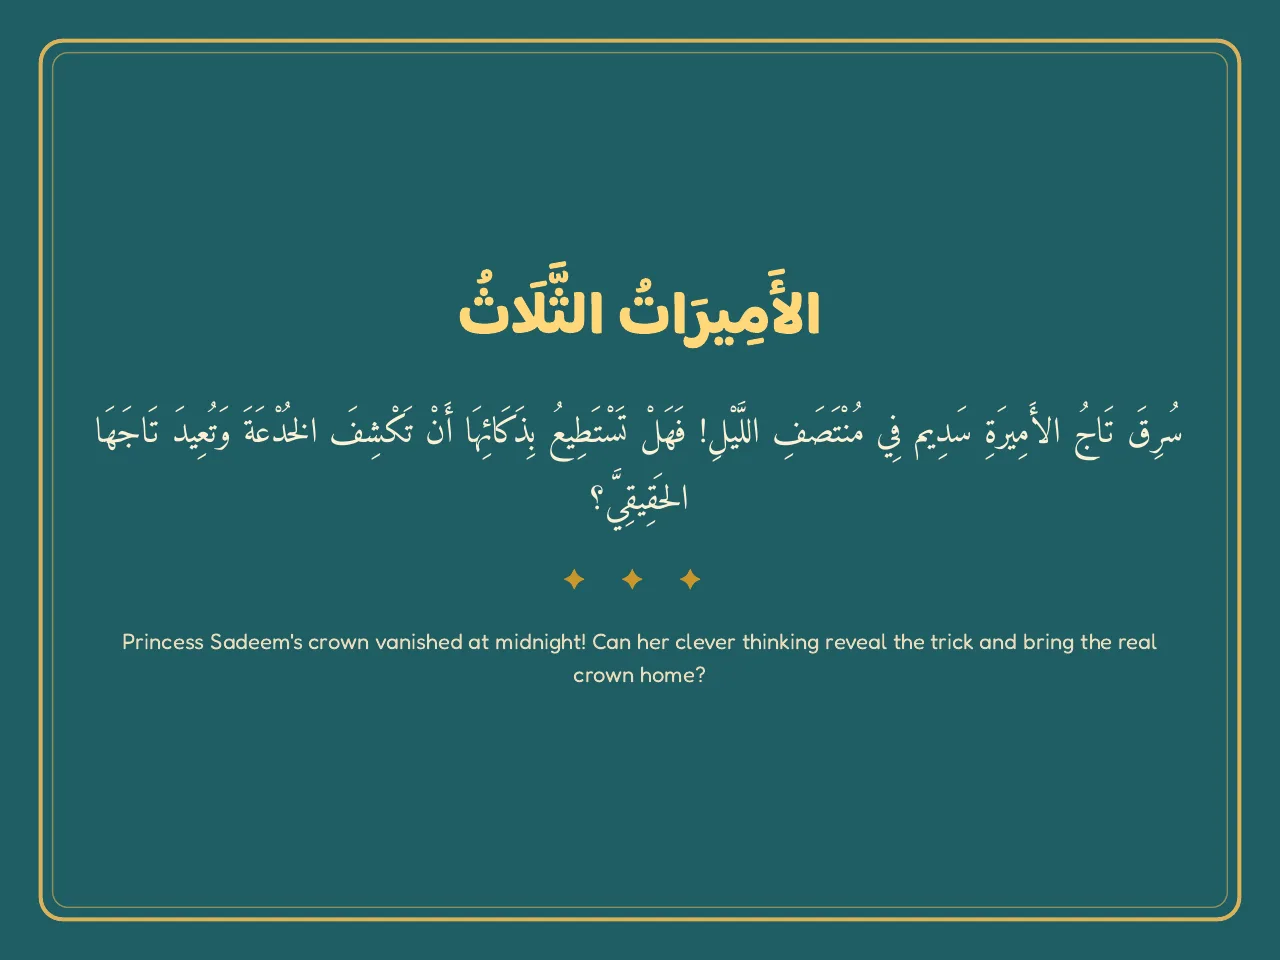 الأَمِيرَاتُ الثَّلَاثُ
سُرِقَ تَاجُ الأَمِيرَةِ سَدِيم فِي مُنْتَصَفِ اللَّيْلِ! فَهَلْ تَسْتَطِيعُ بِذَكَائِهَا أَنْ تَكْشِفَ الخُدْعَةَ وَتُعِيدَ تَاجَهَا
الحَقِيقِيَّ؟
Princess Sadeem's crown vanished at midnight! Can her clever thinking reveal the trick and bring the real
crown home?